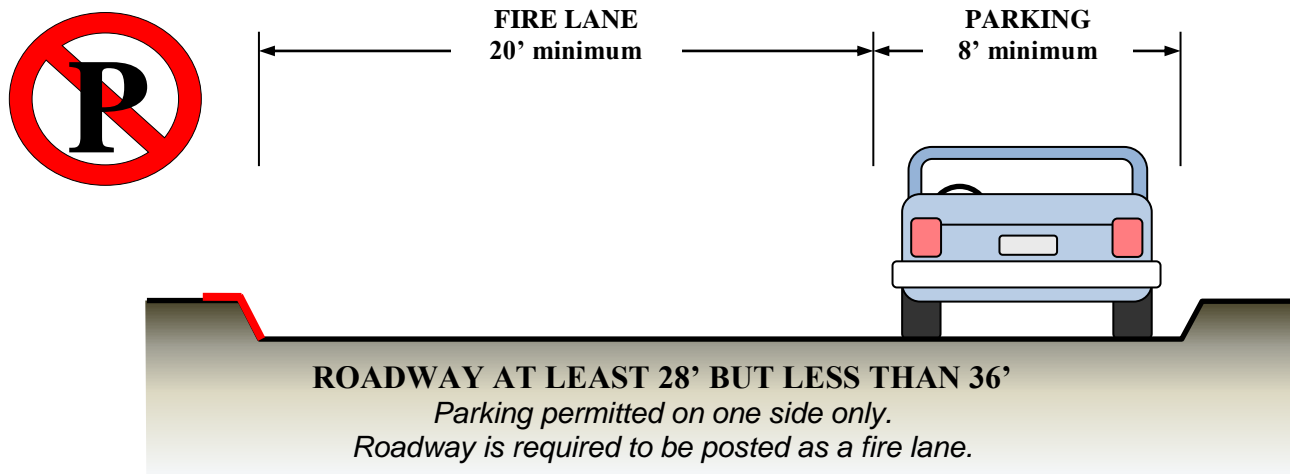 P
FIRE LANE
20’ minimum
PARKING
8’ minimum
ROADWAY AT LEAST 28’ BUT LESS THAN 36’
Parking permitted on one side only.
Roadway is required to be posted as a fire lane.